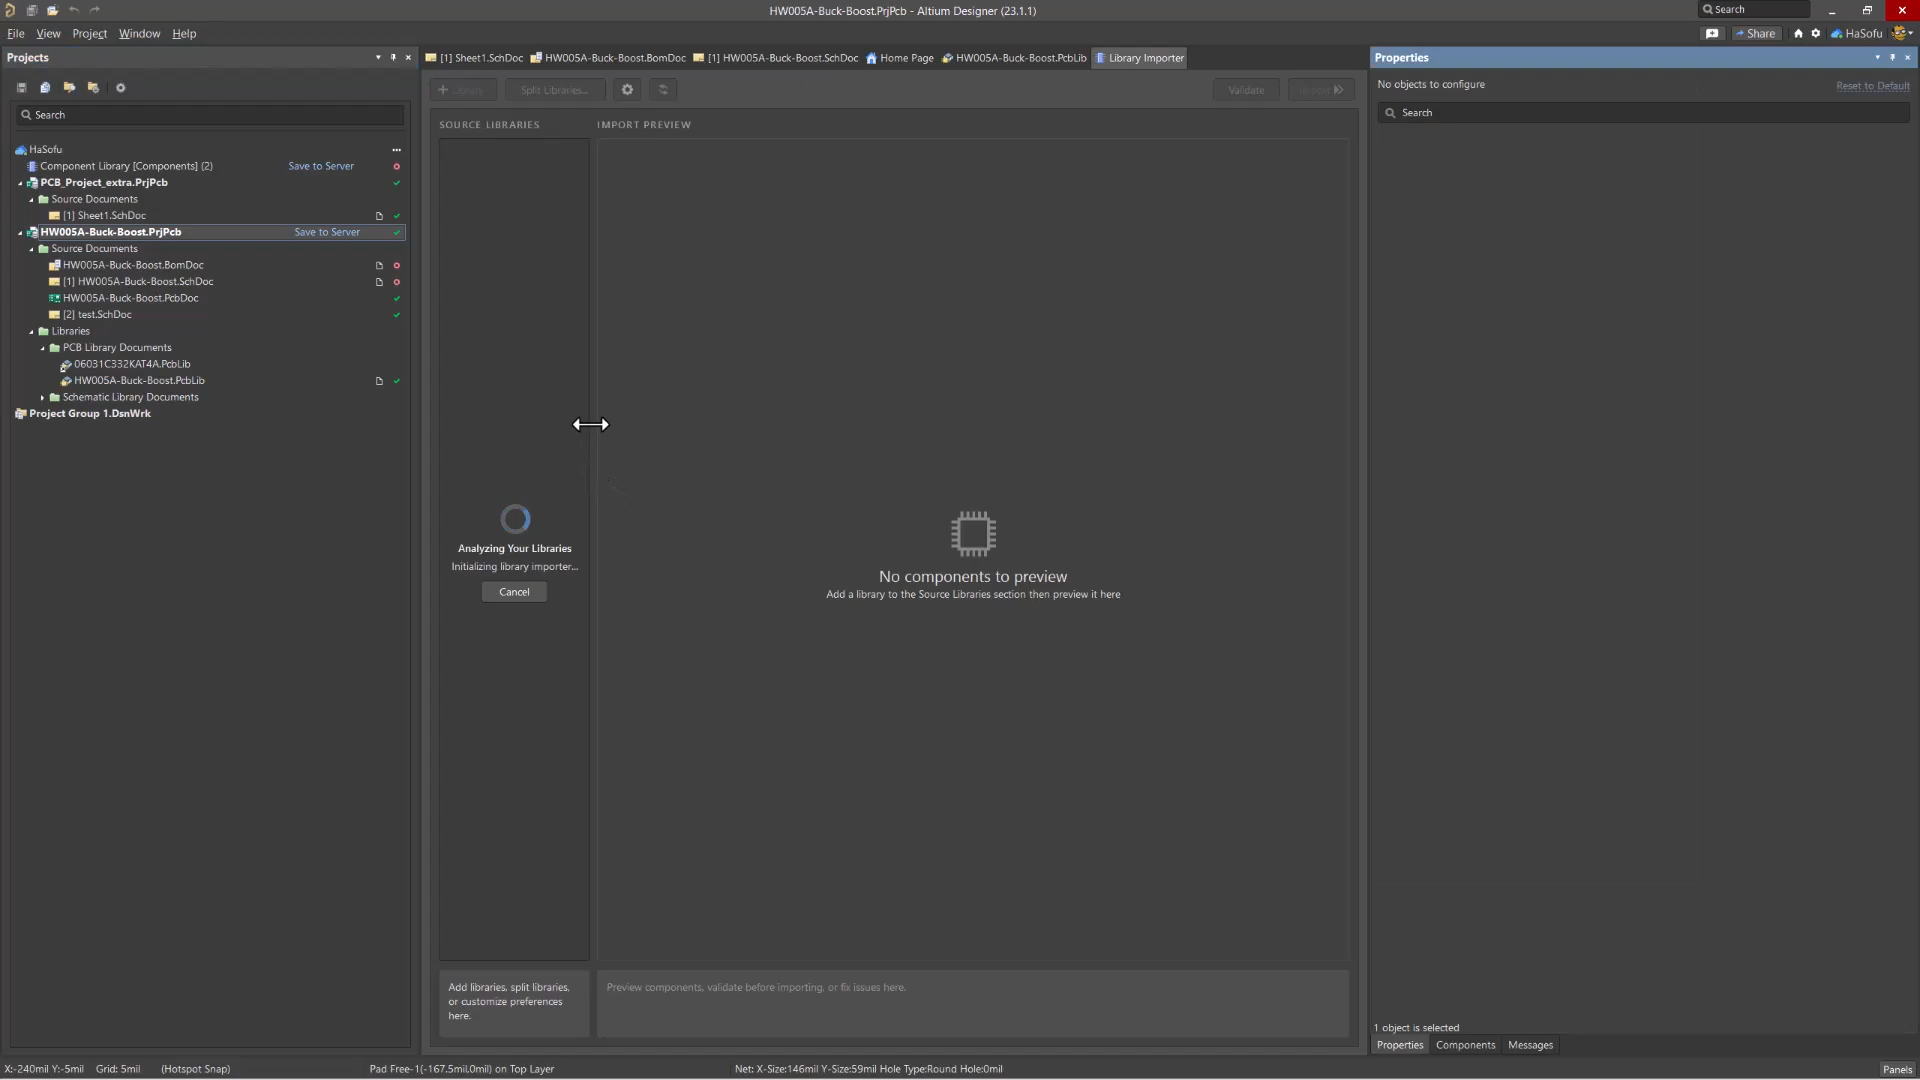 HW005A-Buck-Boost.PrjPcb - Altium Designer (23.1.1)
Search
File View Project Window Help
Share
HaSofu
Projects
[1] Sheet1.SchDoc
HW005A-Buck-Boost.BomDoc
[1] HW005A-Buck-Boost.SchDoc
Home Page
HW005A-Buck-Boost.PcbLib
Library Importer
Properties
Library
Split Libraries...
Validate
No objects to configure
Reset to Default
Search
Search
SOURCE LIBRARIES
IMPORT PREVIEW
HaSofu
Component Library [Components] (2)
Save to Server
PCB_Project_extra.PrjPcb
Source Documents
[1] Sheet1.SchDoc
HW005A-Buck-Boost.PrjPcb
Save to Server
Source Documents
HW005A-Buck-Boost.BomDoc
[1] HW005A-Buck-Boost.SchDoc
HW005A-Buck-Boost.PcbDoc
[2] test.SchDoc
Libraries
PCB Library Documents
06031C332KAT4A.PcbLib
HW005A-Buck-Boost.PcbLib
Schematic Library Documents
Project Group 1.DsnWrk
Analyzing Your Libraries
Initializing library importer...
Cancel
No components to preview
Add a library to the Source Libraries section then preview it here
Add libraries, split libraries,
or customize preferences
here.
Preview components, validate before importing, or fix issues here.
1 object is selected
Properties Components Messages
X:-240mil Y:-5mil Grid: 5mil (Hotspot Snap)
Pad Free-1(-167.5mil,0mil) on Top Layer
Net: X-Size:146mil Y-Size:59mil Hole Type:Round Hole:0mil
Panels